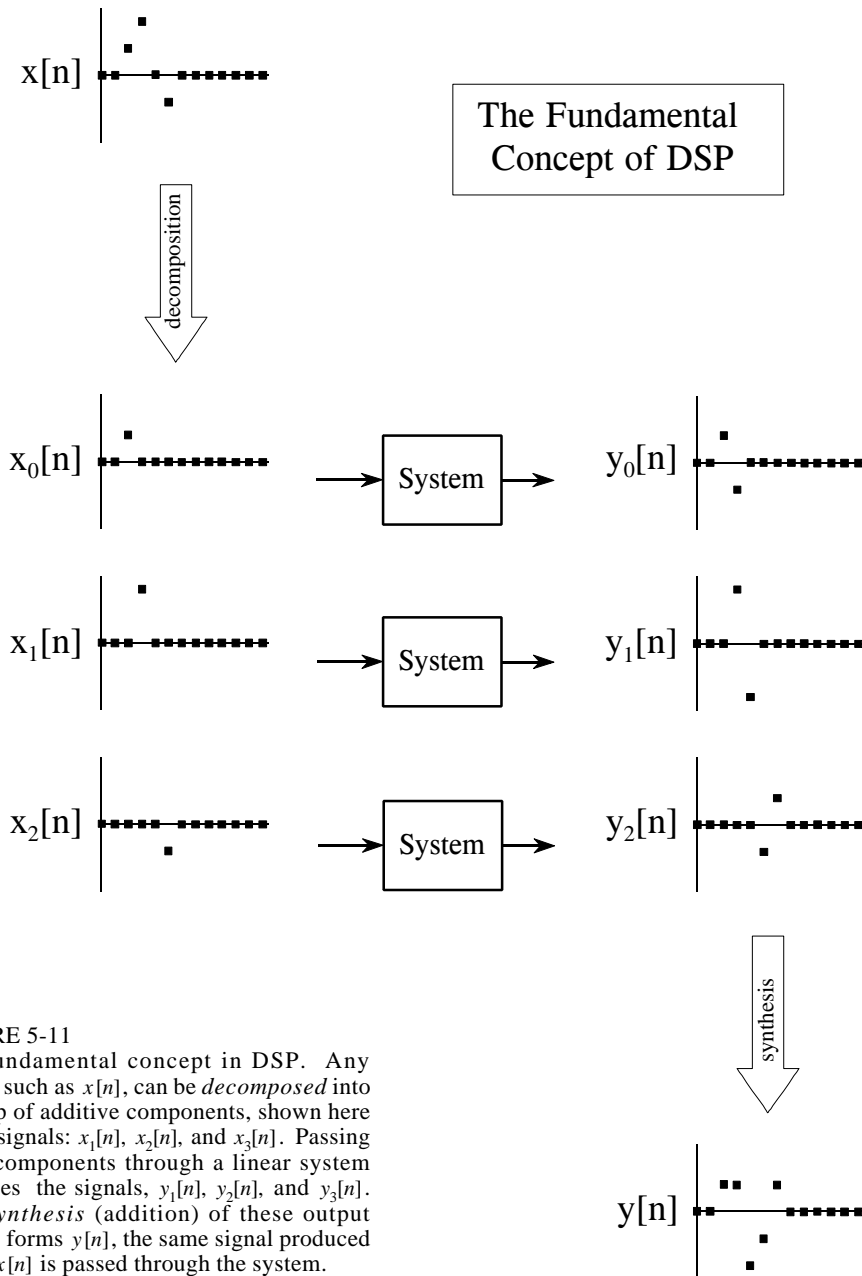 x[n]
The Fundamental
Concept of DSP
decomposition
x₀[n]
System
y₀[n]
x₁[n]
System
y₁[n]
x₂[n]
System
y₂[n]
synthesis
RE 5-11
undamental concept in DSP. Any
such as x[n], can be decomposed into
p of additive components, shown here
signals: x₁[n], x₂[n], and x₃[n]. Passing
components through a linear system
es the signals, y₁[n], y₂[n], and y₃[n].
ynthesis (addition) of these output
forms y[n], the same signal produced
x[n] is passed through the system.
y[n]